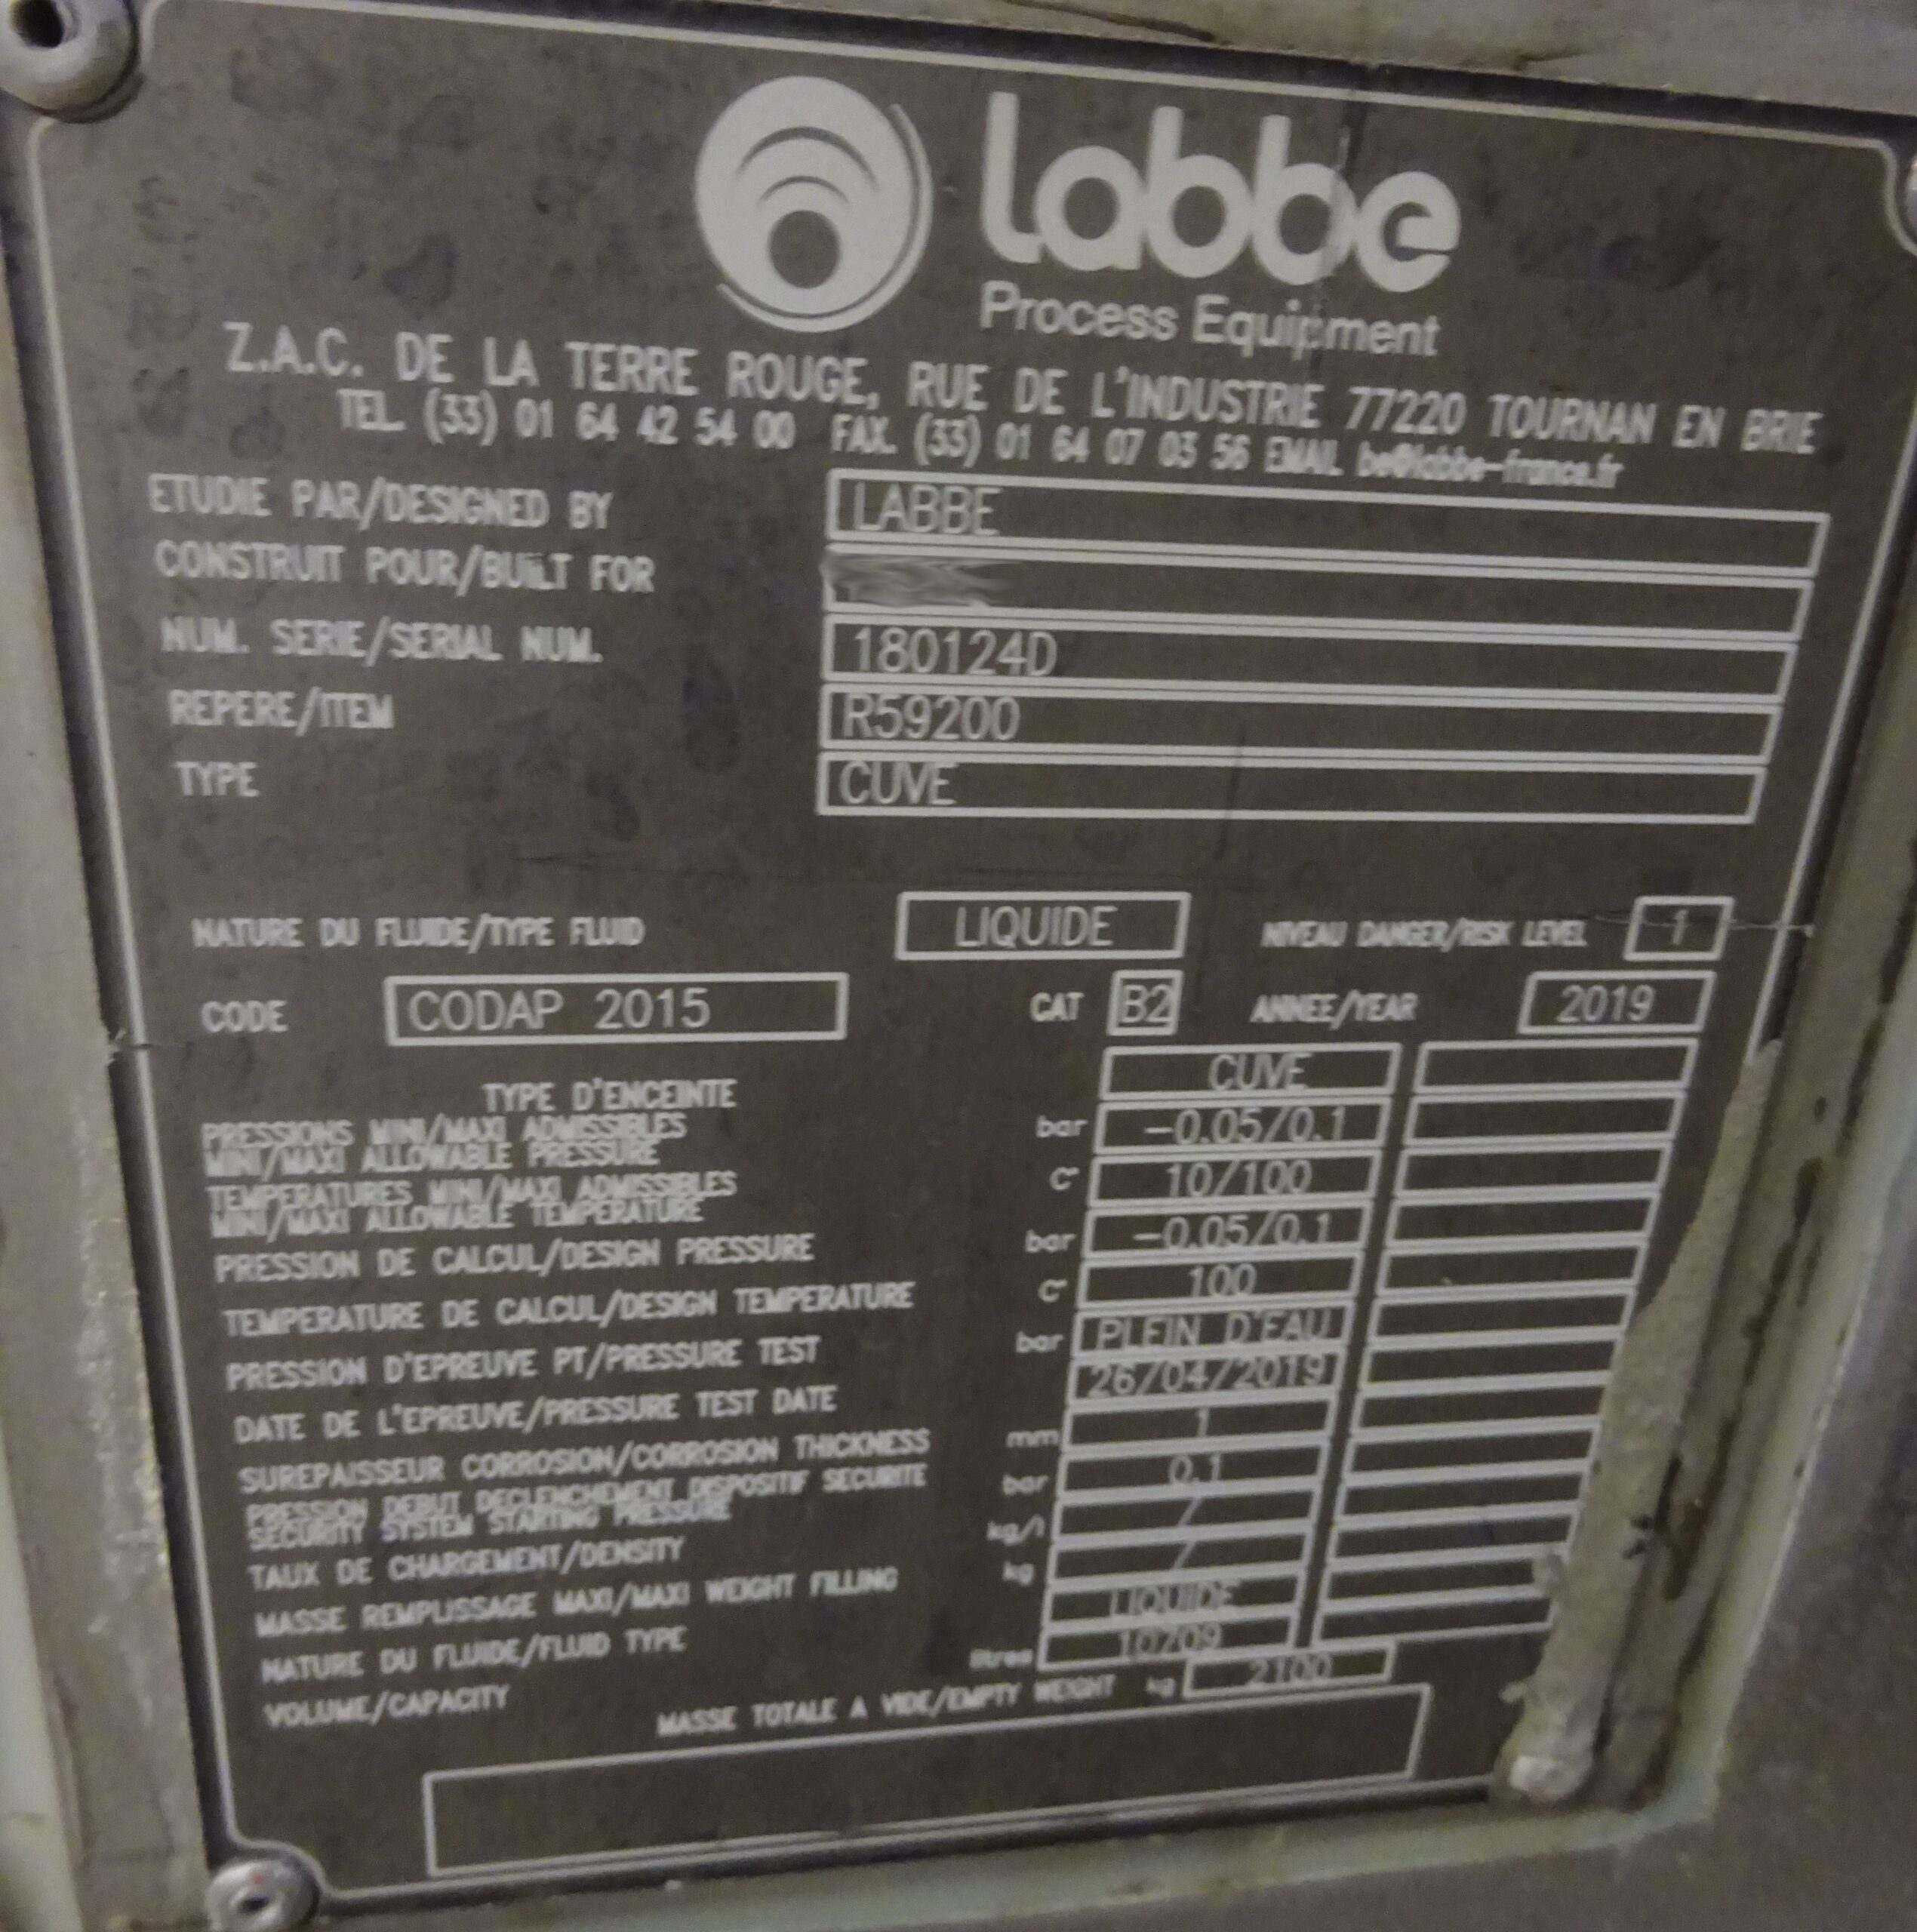 labbe
Process Equipment
Z.A.C. DE LA TERRE ROUGE, RUE DE L'INDUSTRIE 77220 TOURNAN EN BRIE
TEL. (33) 01 64 42 54 00 FAX. (33) 01 64 07 03 56 EMAIL be@labbe-france.fr
ETUDIE PAR/DESIGNED BY LABBE
CONSTRUIT POUR/BUILT FOR
NUM. SERIE/SERIAL NUM. 180124D
REPERE/ITEM R59200
TYPE CUVE
NATURE DU FLUIDE/TYPE FLUID LIQUIDE NIVEAU DANGER/RISK LEVEL 1
CODE CODAP 2015 CAT B2 ANNEE/YEAR 2019
TYPE D'ENCEINTE CUVE
PRESSIONS MINI/MAXI ADMISSIBLES bar -0.05/0.1
MINI/MAXI ALLOWABLE PRESSURE
TEMPERATURES MINI/MAXI ADMISSIBLES C~ 10/100
MINI/MAXI ALLOWABLE TEMPERATURE
PRESSION DE CALCUL/DESIGN PRESSURE bar -0.05/0.1
TEMPERATURE DE CALCUL/DESIGN TEMPERATURE C~ 100
PRESSION D'EPREUVE PT/PRESSURE TEST bar PLEIN D'EAU
DATE DE L'EPREUVE/PRESSURE TEST DATE 26/04/2019
SUREPAISSEUR CORROSION/CORROSION THICKNESS mm 1
PRESSION DEBUT DECLENCHEMENT DISPOSITIF SECURITE bar 0.1
SECURITY SYSTEM STARTING PRESSURE
TAUX DE CHARGEMENT/DENSITY kg/l /
MASSE REMPLISSAGE MAXI/MAXI WEIGHT FILLING kg /
NATURE DU FLUIDE/FLUID TYPE LIQUIDE
VOLUME/CAPACITY litres 10709
MASSE TOTALE A VIDE/EMPTY WEIGHT kg 2100